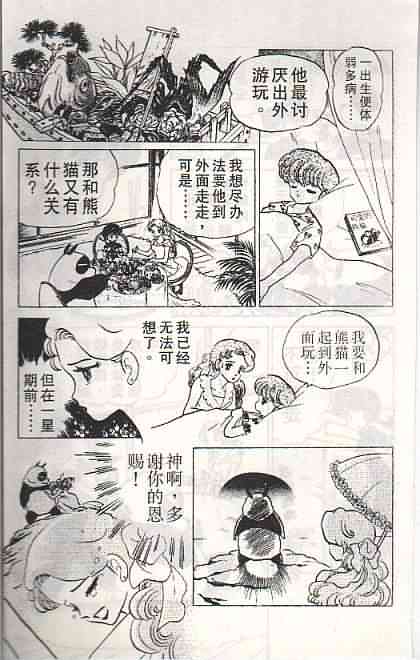 一出生便体
弱多病……
他最讨
厌出外
游玩。
我想尽办
法要他到
外面走走，
可是……
那和熊
猫又有
什么关
系？
我要和
熊猫一
起到外
面玩…
我已经
无法可
想了。
但在一星
期前……
神啊，多
谢你的恩
赐！